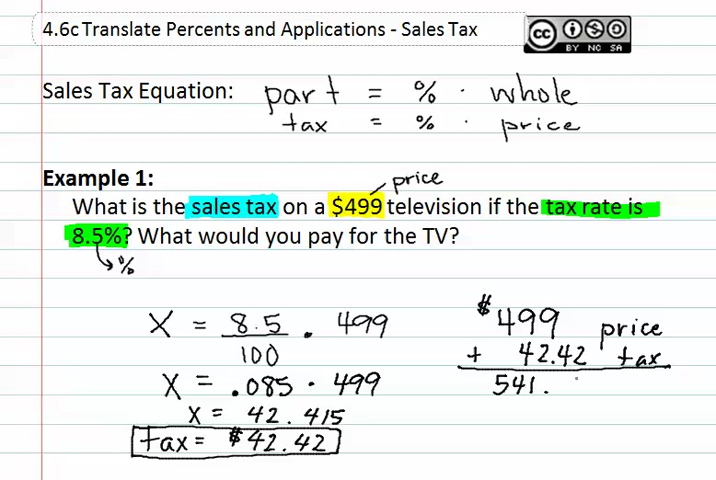 4.6c Translate Percents and Applications - Sales Tax
cc BY NC SA
Sales Tax Equation: part = % · whole
tax = % · price
Example 1:
price
What is the sales tax on a $499 television if the tax rate is
8.5%? What would you pay for the TV?
%
X = 8.5/100 · 499
X = .085 · 499
X = 42.415
tax = $42.42
$499 price
+ 42.42 tax
541.